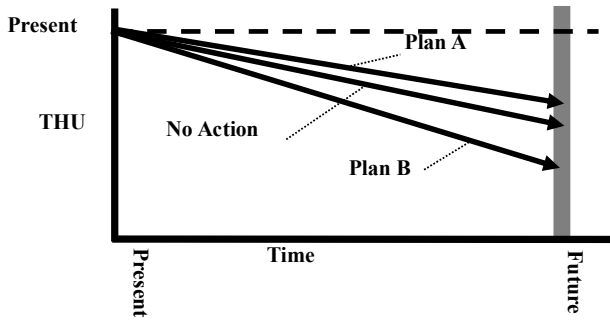 Present
Plan A
THU
No Action
Plan B
Time
Present
Future